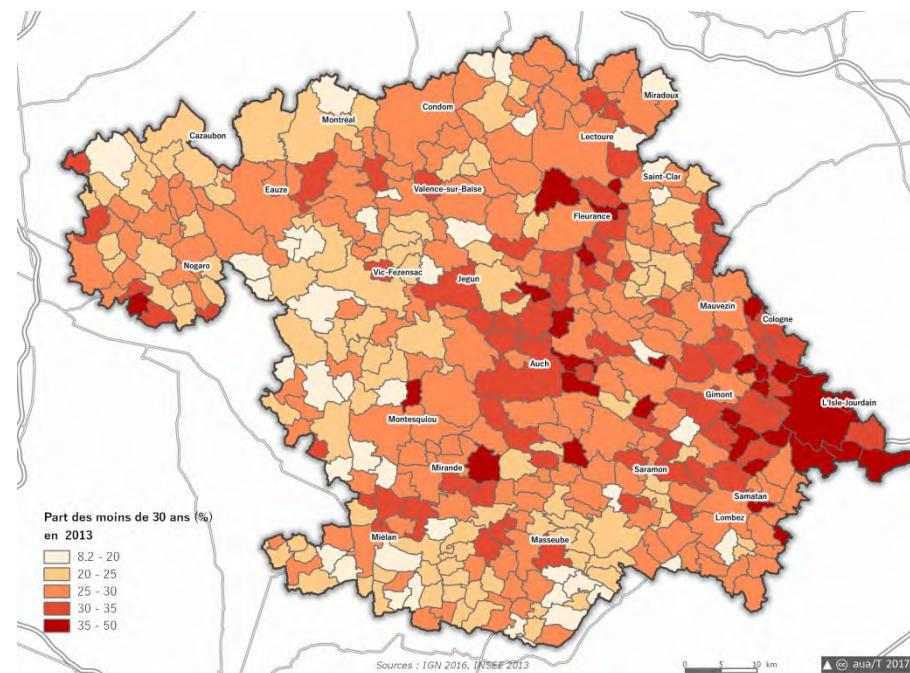 Miradoux
Condom
Montréal
Cazaubon
Lectoure
Saint-Clar
Eauze
Valence-sur-Baise
Fleurance
Nogaro
Vic-Fezensac
Jegun
Mauvezin
Cologne
Auch
Gimont
L'Isle-Jourdain
Montesquiou
Mirande
Saramon
Samatan
Lombez
Miélan
Masseube
Part des moins de 30 ans (%)
en 2013
8.2 - 20
20 - 25
25 - 30
30 - 35
35 - 50
Sources : IGN 2016, INSEE 2013
0 5 10 km
aua/T 2017